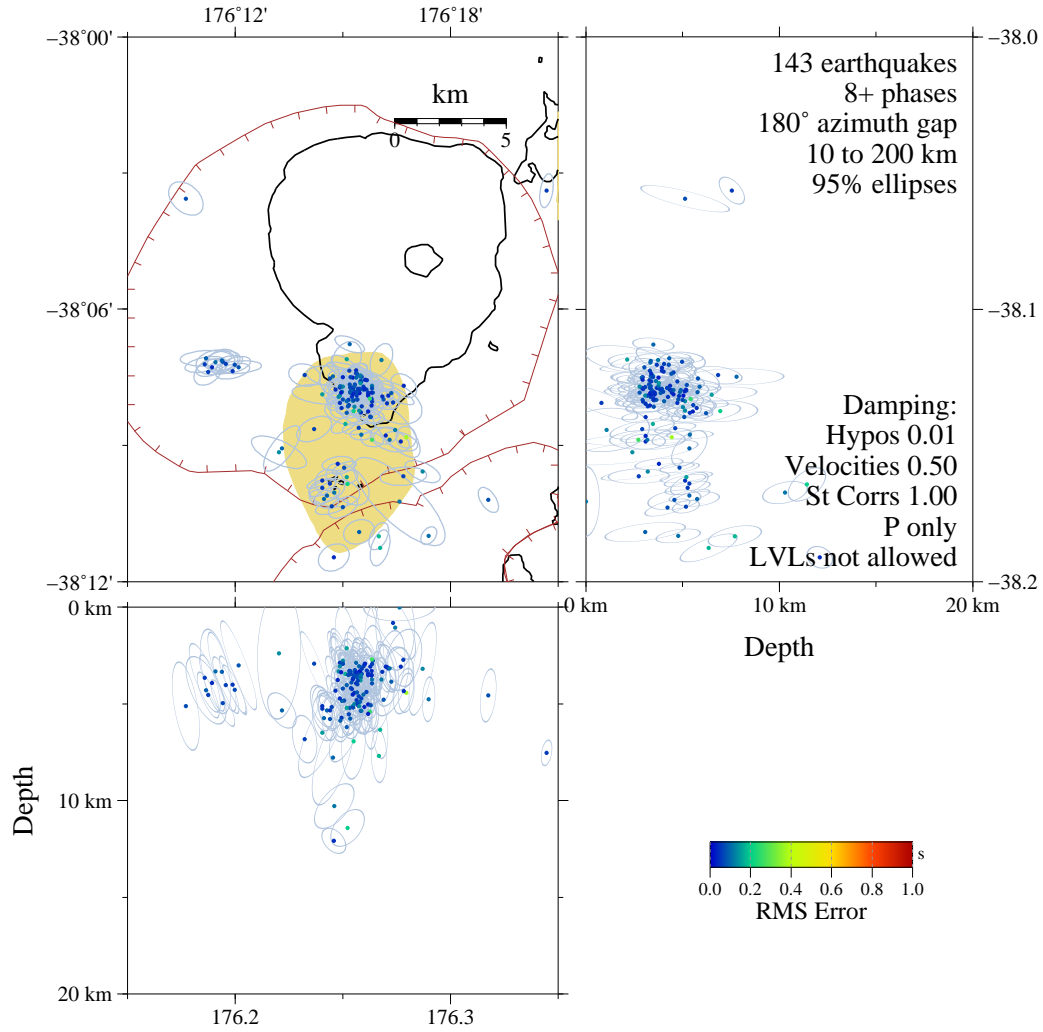 176˚12' 176˚18'
−38˚00' −38.0
km
0 5
143 earthquakes
8+ phases
180˚ azimuth gap
10 to 200 km
95% ellipses
−38˚06' −38.1
Damping:
Hypos 0.01
Velocities 0.50
St Corrs 1.00
P only
LVLs not allowed
−38˚12' −38.2
0 km 10 km 20 km
Depth
0 km
10 km
20 km
Depth
176.2 176.3
s
0.0 0.2 0.4 0.6 0.8 1.0
RMS Error